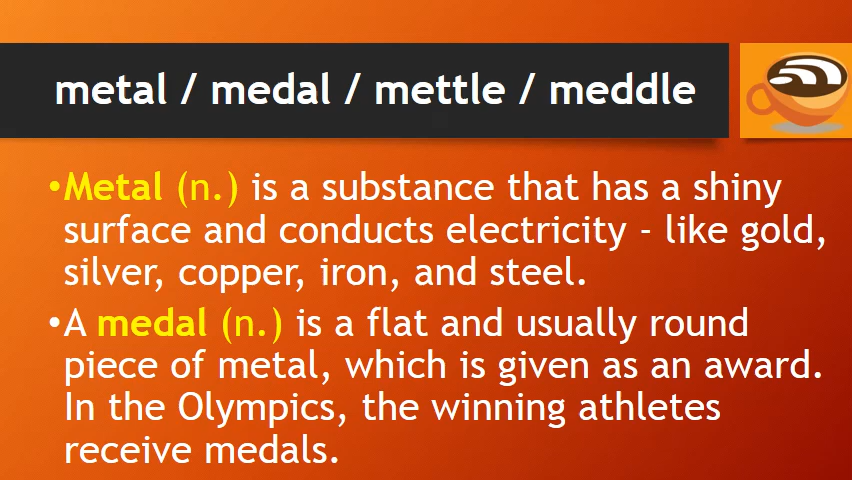 metal / medal / mettle / meddle
•Metal (n.) is a substance that has a shiny
surface and conducts electricity - like gold,
silver, copper, iron, and steel.
•A medal (n.) is a flat and usually round
piece of metal, which is given as an award.
In the Olympics, the winning athletes
receive medals.